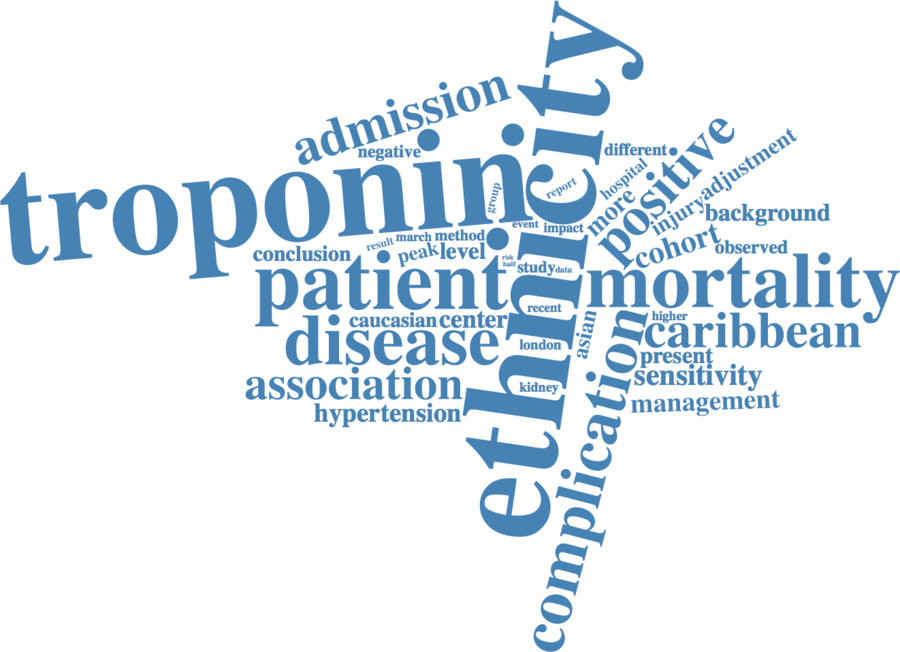 ethnicity
admission
negative
troponin
different
positive
adjustment
hospital
report
group
more
injury
background
event
impact
cohort
observed
result
march
method
conclusion
peak
level
risk
half
study
data
patient
mortality
recent
caucasian
center
asian
higher
caribbean
disease
london
present
association
kidney
sensitivity
hypertension
management
complication